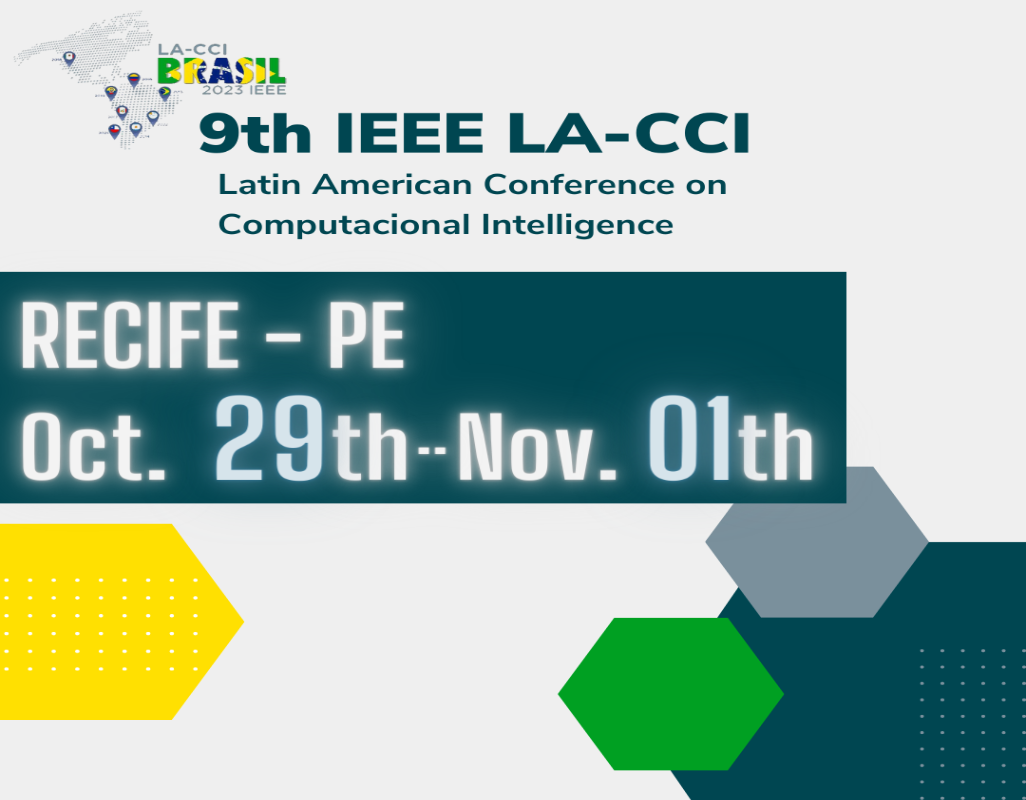 LA-CCI
BRASIL
2023 IEEE
9th IEEE LA-CCI
Latin American Conference on
Computacional Intelligence
RECIFE – PE
Oct. 29th--Nov. 01th